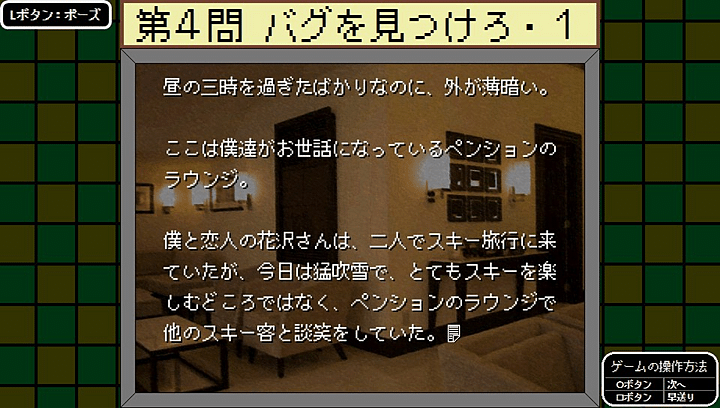 Lボタン：ポーズ
第4問 バグを見つけろ・1
昼の三時を過ぎたばかりなのに、外が薄暗い。
ここは僕達がお世話になっているペンションの
ラウンジ。
僕と恋人の花沢さんは、二人でスキー旅行に来
ていたが、今日は猛吹雪で、とてもスキーを楽
しむどころではなく、ペンションのラウンジで
他のスキー客と談笑をしていた。
ゲームの操作方法
○ボタン 次へ
□ボタン 早送り